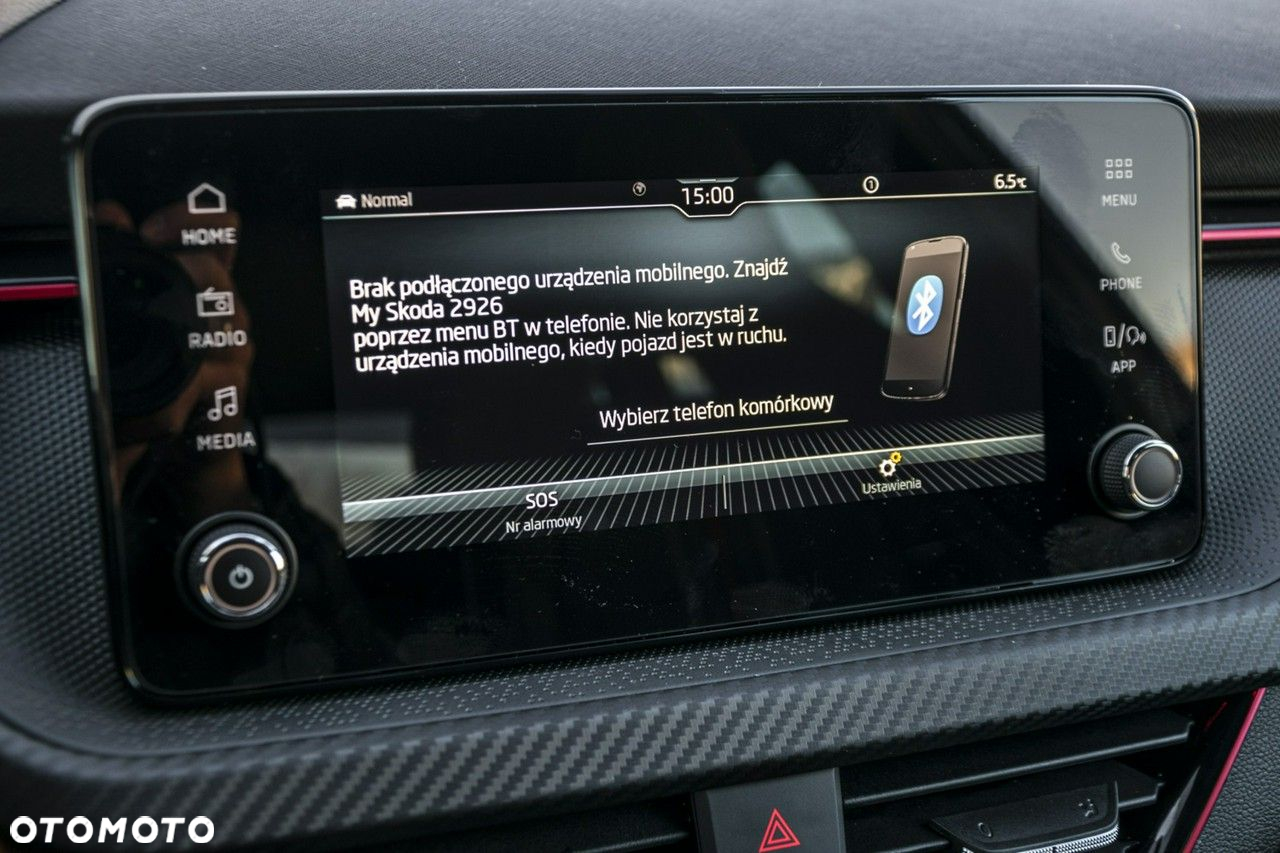 HOME
RADIO
MEDIA
Normal
15:00
1
6.5°C
Brak podłączonego urządzenia mobilnego. Znajdź
My Skoda 2926
poprzez menu BT w telefonie. Nie korzystaj z
urządzenia mobilnego, kiedy pojazd jest w ruchu.
Wybierz telefon komórkowy
SOS
Nr alarmowy
Ustawienia
MENU
PHONE
APP
OTOMOTO